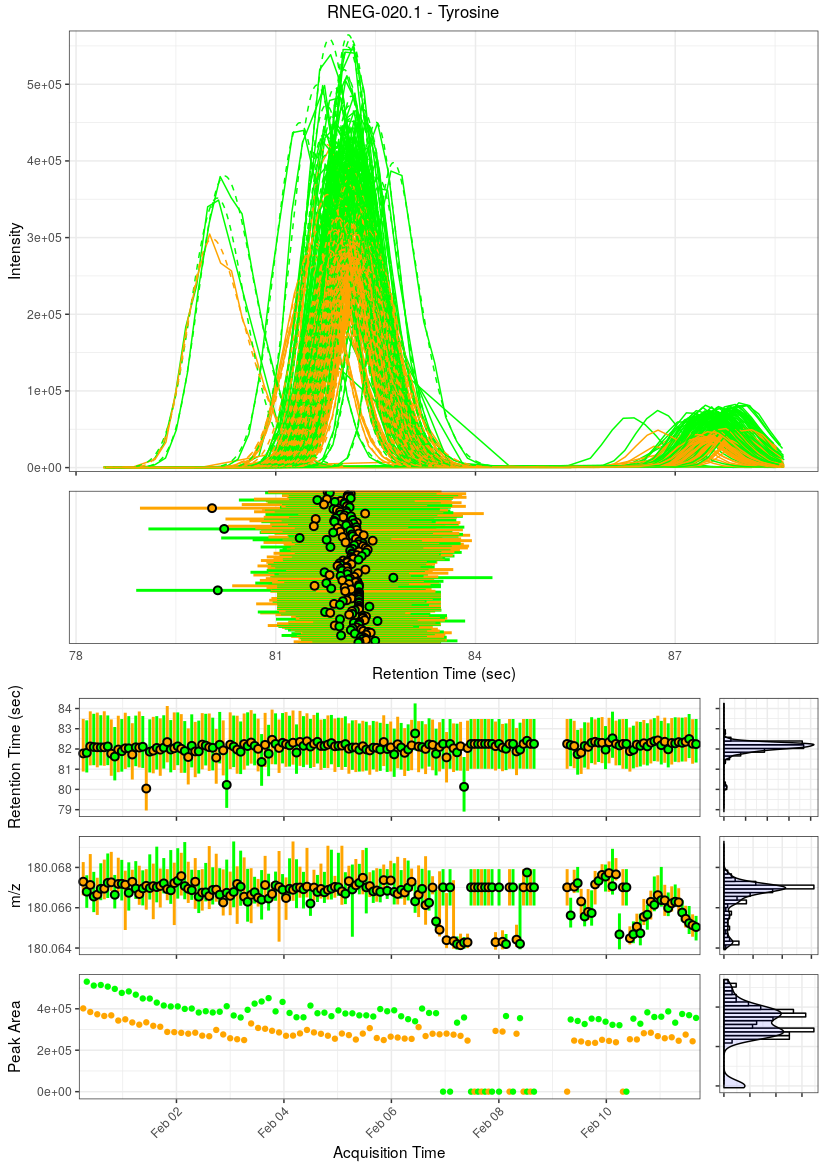 RNEG-020.1 - Tyrosine
Intensity
5e+05
4e+05
3e+05
2e+05
1e+05
0e+00
78
81
84
87
Retention Time (sec)
Retention Time (sec)
84
83
82
81
80
79
m/z
180.068
180.066
180.064
Peak Area
4e+05
2e+05
0e+00
Feb 02
Feb 04
Feb 06
Feb 08
Feb 10
Acquisition Time